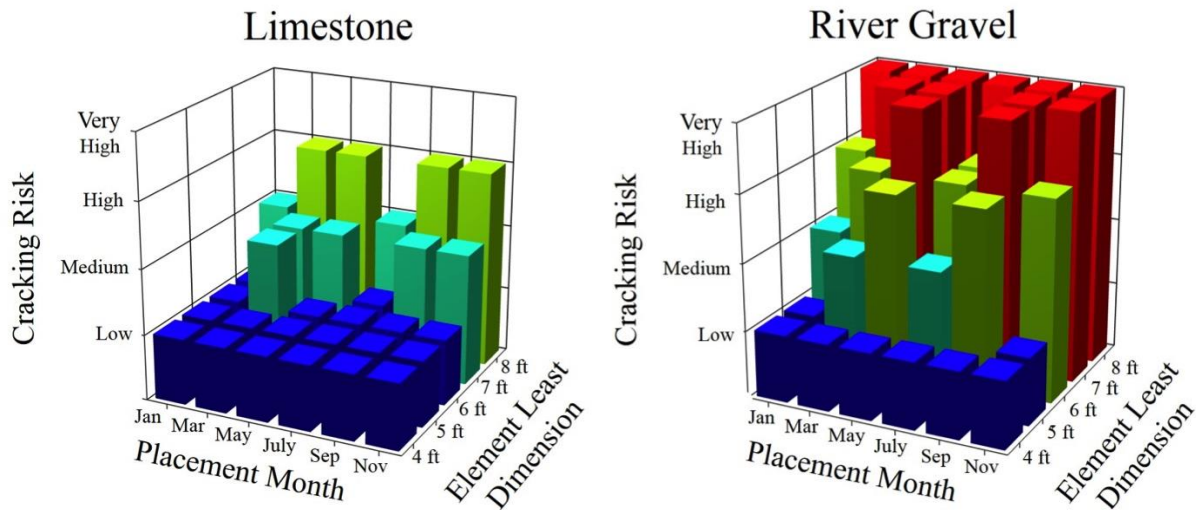 Limestone
Very
High
High
Medium
Low
Cracking Risk
Jan
Mar
May
July
Sep
Nov
Placement Month
4 ft
5 ft
6 ft
7 ft
8 ft
Element Least
Dimension
River Gravel
Very
High
High
Medium
Low
Cracking Risk
Jan
Mar
May
July
Sep
Nov
Placement Month
4 ft
5 ft
6 ft
7 ft
8 ft
Element Least
Dimension